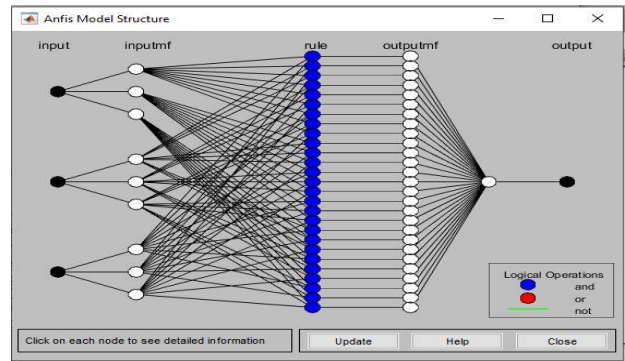 Anfis Model Structure
input inputmf rule outputmf output
Logical Operations
and
or
not
Click on each node to see detailed information
Update Help Close